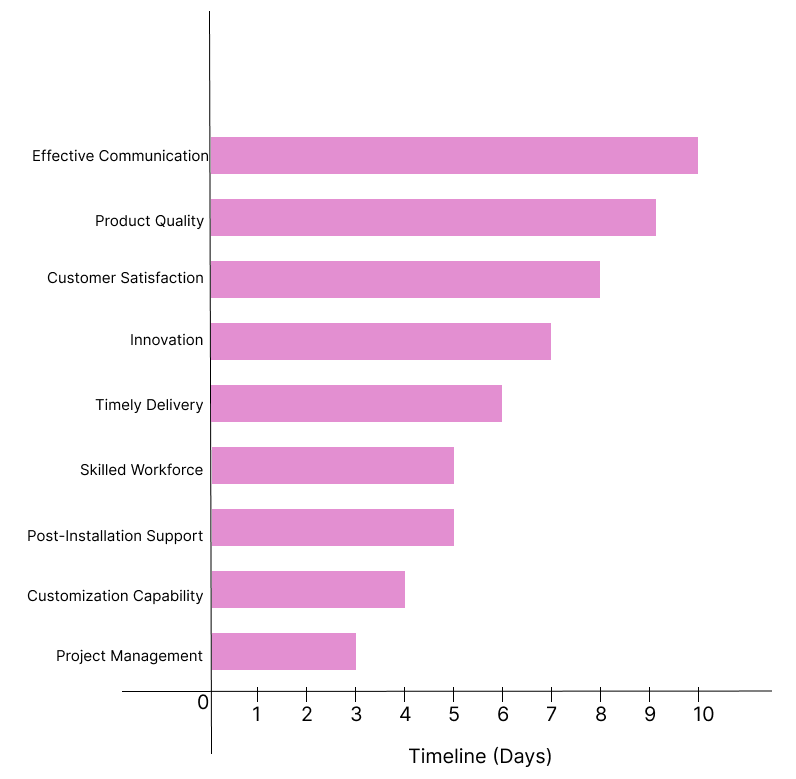 Effective Communication
Product Quality
Customer Satisfaction
Innovation
Timely Delivery
Skilled Workforce
Post-Installation Support
Customization Capability
Project Management
0 1 2 3 4 5 6 7 8 9 10
Timeline (Days)